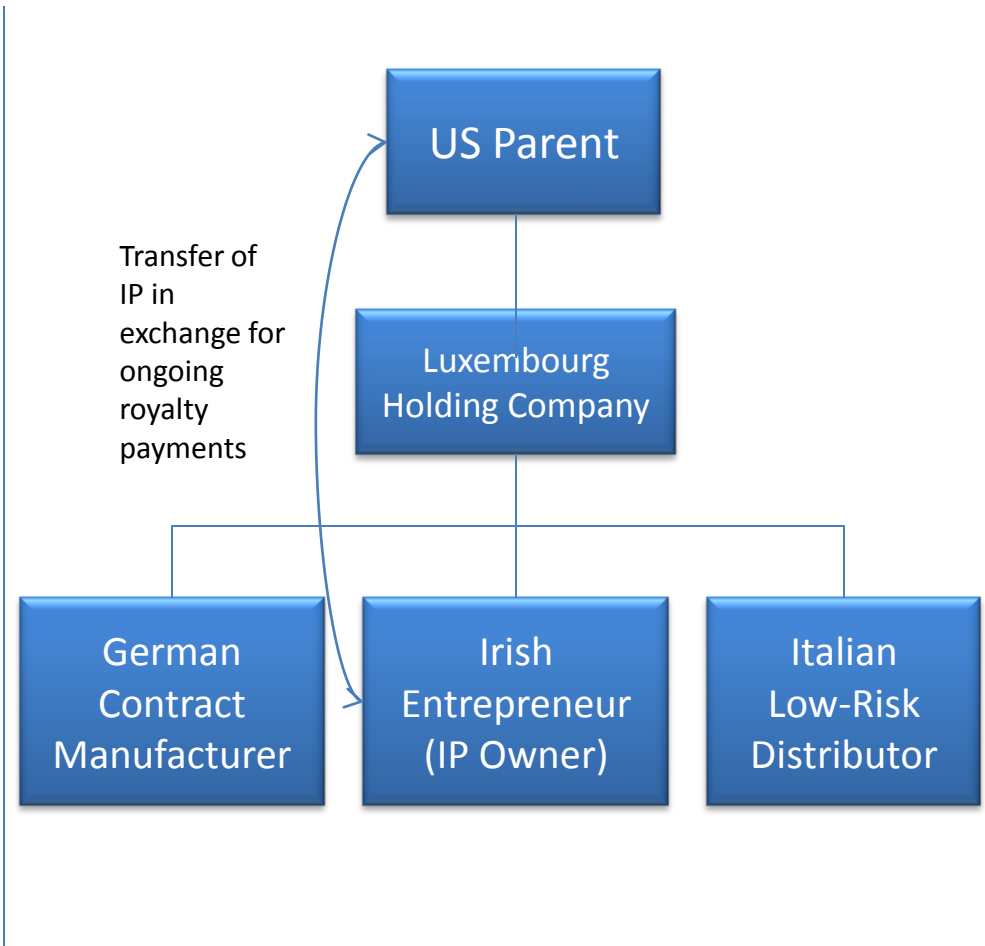 US Parent
Transfer of
IP in
exchange for
ongoing
royalty
payments
Luxembourg
Holding Company
German
Contract
Manufacturer
Irish
Entrepreneur
(IP Owner)
Italian
Low-Risk
Distributor